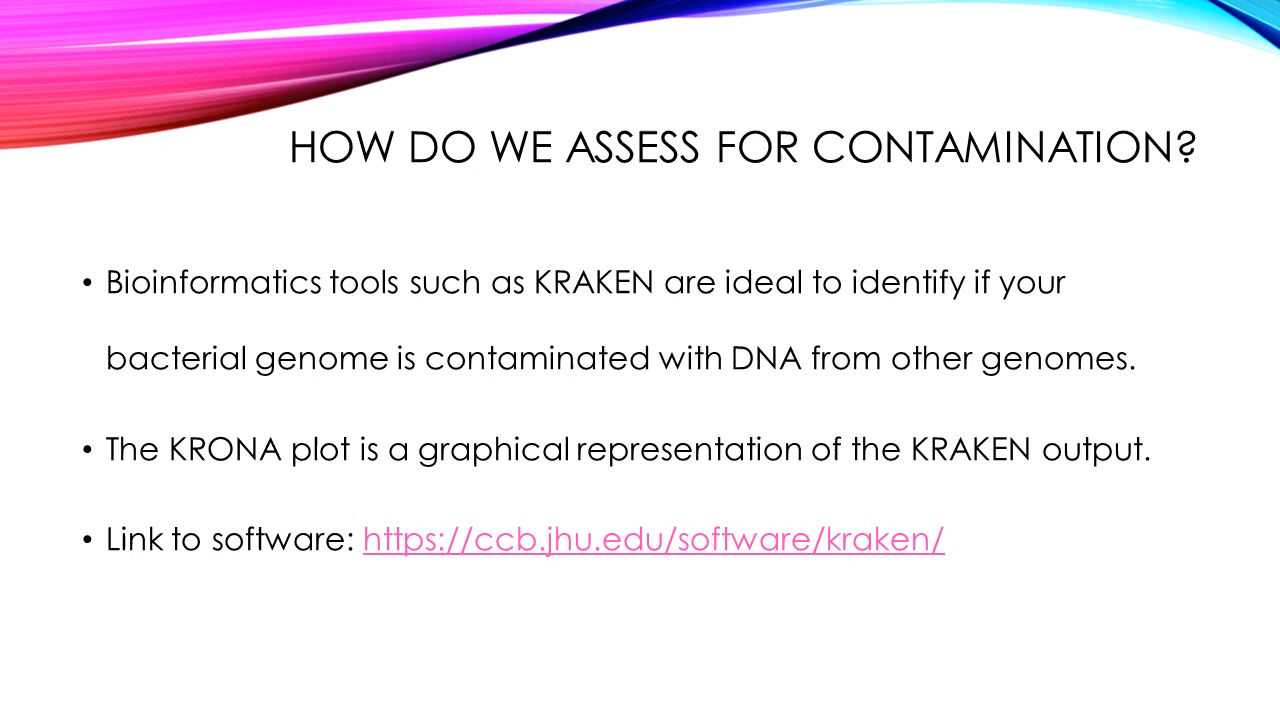 HOW DO WE ASSESS FOR CONTAMINATION?
• Bioinformatics tools such as KRAKEN are ideal to identify if your
bacterial genome is contaminated with DNA from other genomes.
• The KRONA plot is a graphical representation of the KRAKEN output.
• Link to software: https://ccb.jhu.edu/software/kraken/